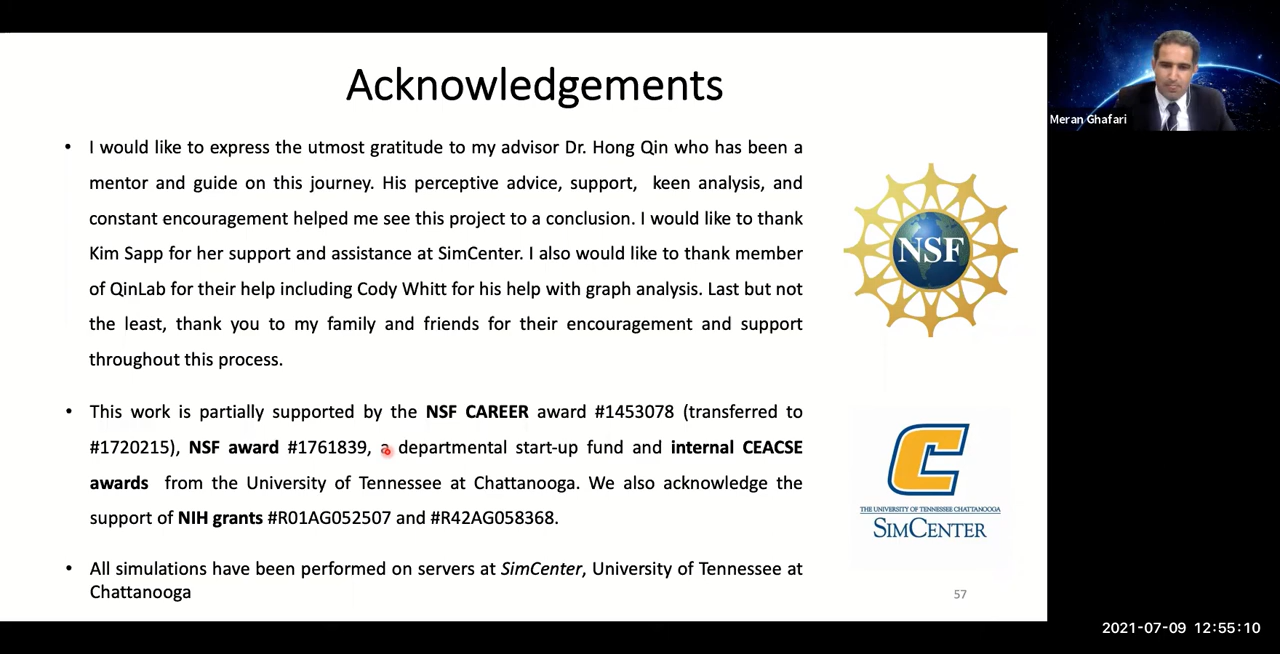 Acknowledgements
Meran Ghafari
• I would like to express the utmost gratitude to my advisor Dr. Hong Qin who has been a
mentor and guide on this journey. His perceptive advice, support, keen analysis, and
constant encouragement helped me see this project to a conclusion. I would like to thank
Kim Sapp for her support and assistance at SimCenter. I also would like to thank member
of QinLab for their help including Cody Whitt for his help with graph analysis. Last but not
the least, thank you to my family and friends for their encouragement and support
throughout this process.
NSF
• This work is partially supported by the NSF CAREER award #1453078 (transferred to
#1720215), NSF award #1761839, a departmental start-up fund and internal CEACSE
awards from the University of Tennessee at Chattanooga. We also acknowledge the
support of NIH grants #R01AG052507 and #R42AG058368.
C
THE UNIVERSITY OF TENNESSEE CHATTANOOGA
SIMCENTER
• All simulations have been performed on servers at SimCenter, University of Tennessee at
Chattanooga
57
2021-07-09 12:55:10